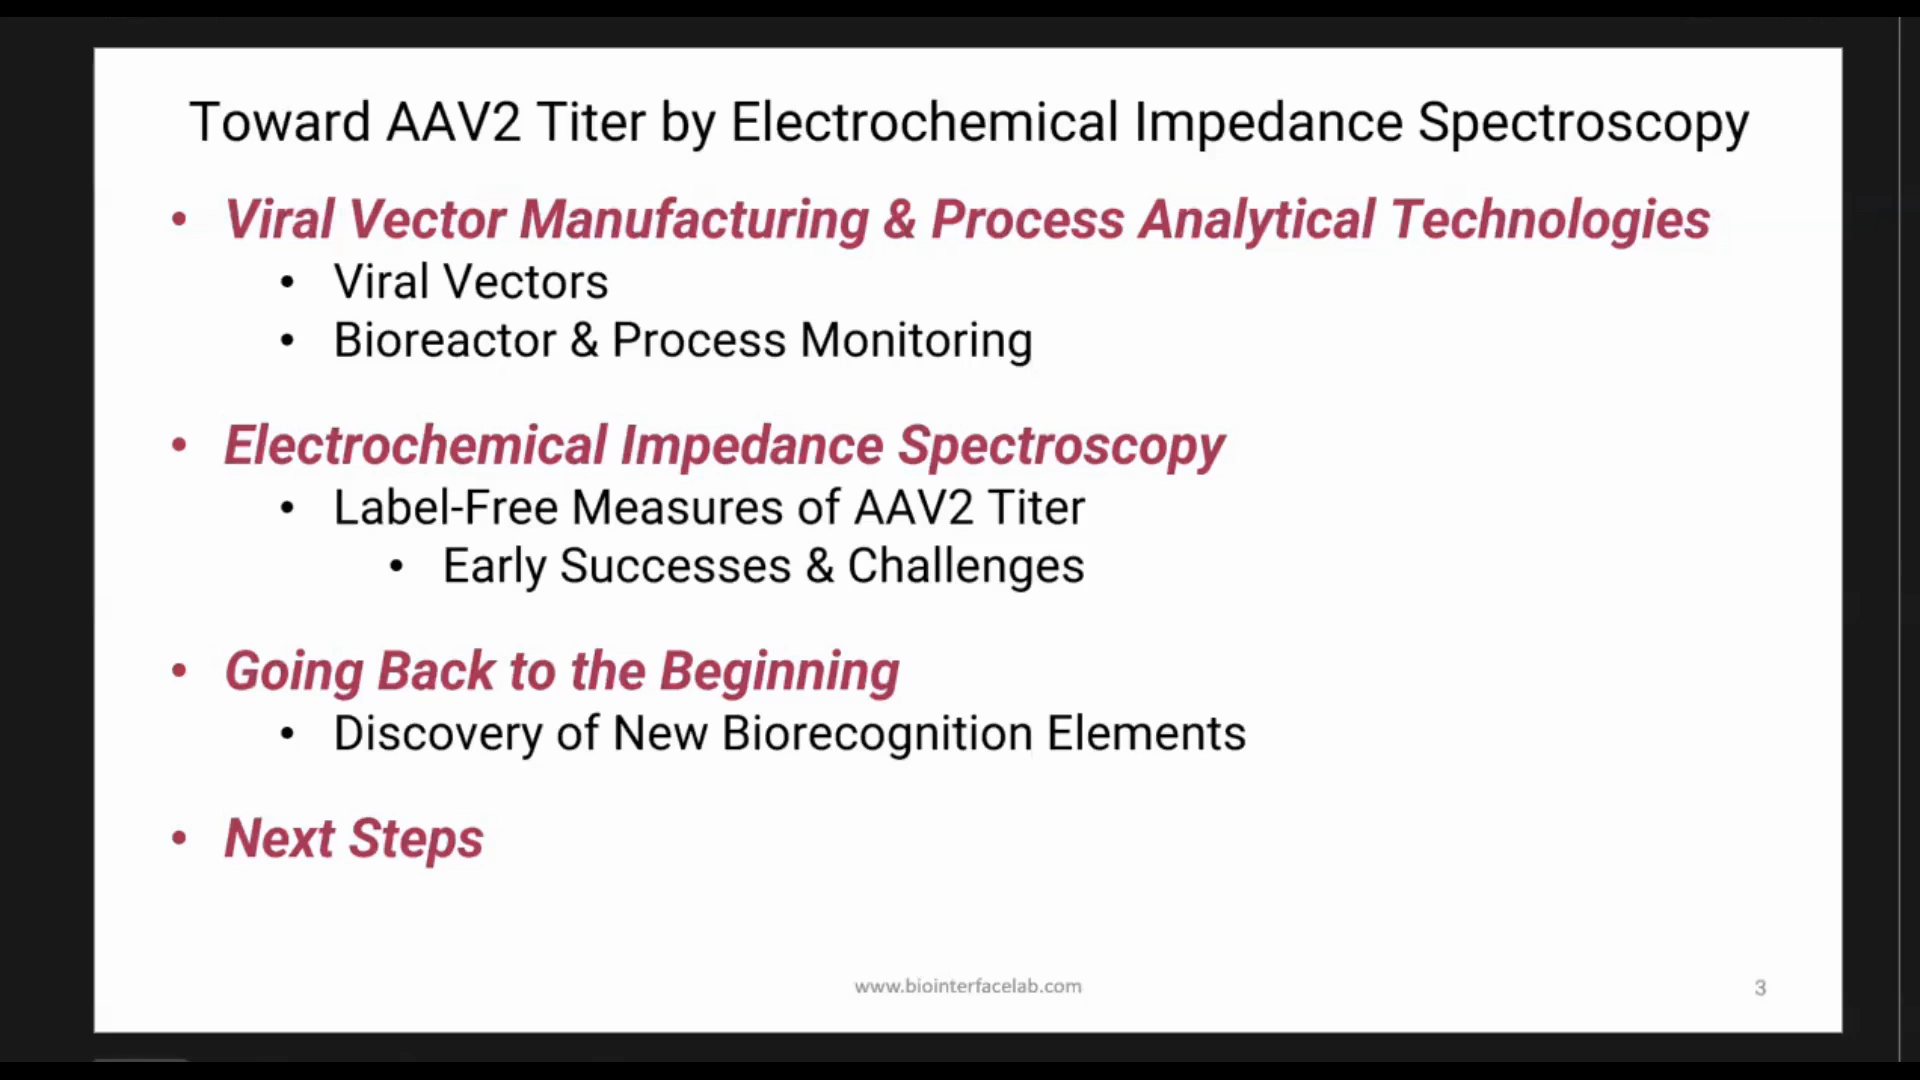 Toward AAV2 Titer by Electrochemical Impedance Spectroscopy
• Viral Vector Manufacturing & Process Analytical Technologies
• Viral Vectors
• Bioreactor & Process Monitoring
• Electrochemical Impedance Spectroscopy
• Label-Free Measures of AAV2 Titer
• Early Successes & Challenges
• Going Back to the Beginning
• Discovery of New Biorecognition Elements
• Next Steps
www.biointerfacelab.com
3